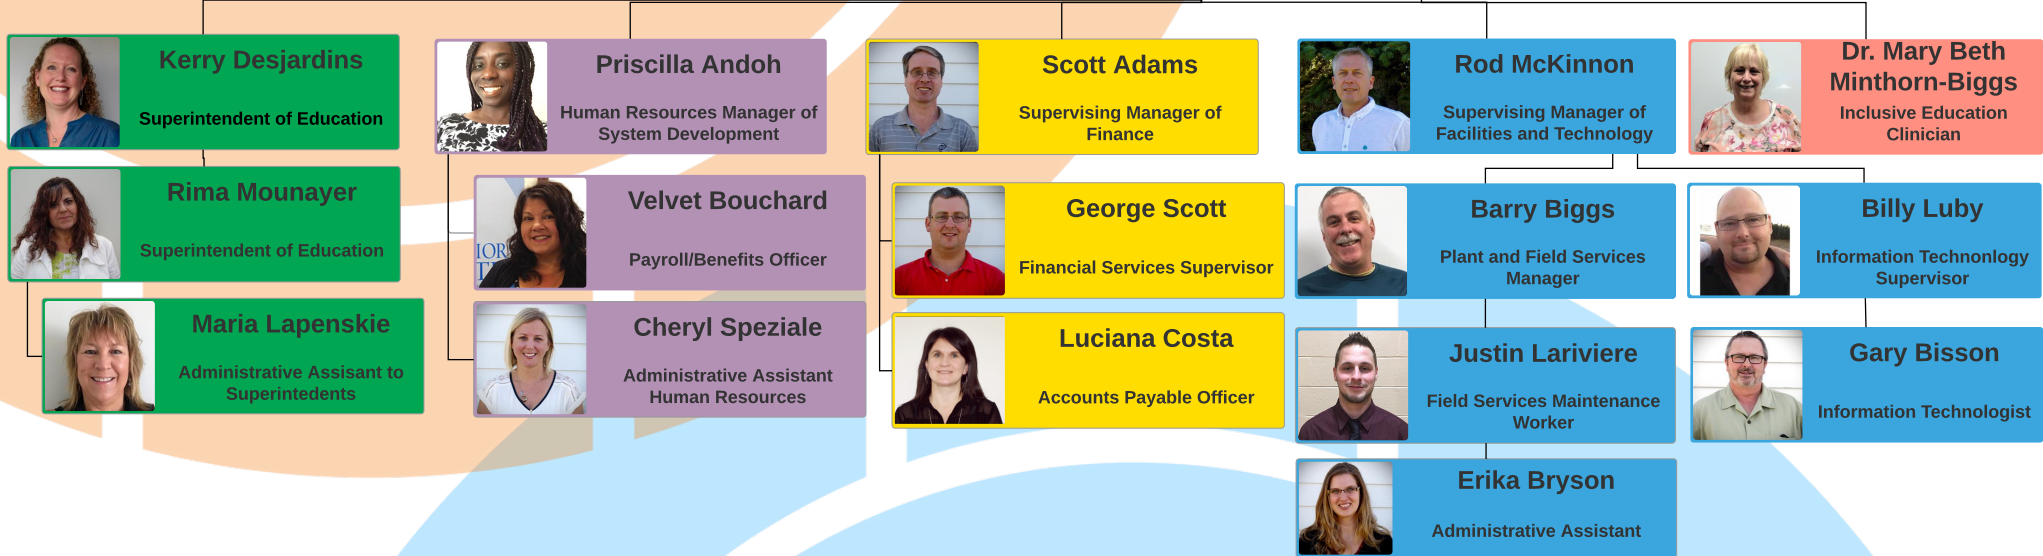 Kerry Desjardins
Superintendent of Education
Rima Mounayer
Superintendent of Education
Maria Lapenskie
Administrative Assisant to
Superintedents
Priscilla Andoh
Human Resources Manager of
System Development
Velvet Bouchard
Payroll/Benefits Officer
IOR
Cheryl Speziale
Administrative Assistant
Human Resources
Scott Adams
Supervising Manager of
Finance
George Scott
Financial Services Supervisor
Luciana Costa
Accounts Payable Officer
Rod McKinnon
Supervising Manager of
Facilities and Technology
Barry Biggs
Plant and Field Services
Manager
Justin Lariviere
Field Services Maintenance
Worker
Erika Bryson
Administrative Assistant
Dr. Mary Beth
Minthorn-Biggs
Inclusive Education
Clinician
Billy Luby
Information Technonlogy
Supervisor
Gary Bisson
Information Technologist